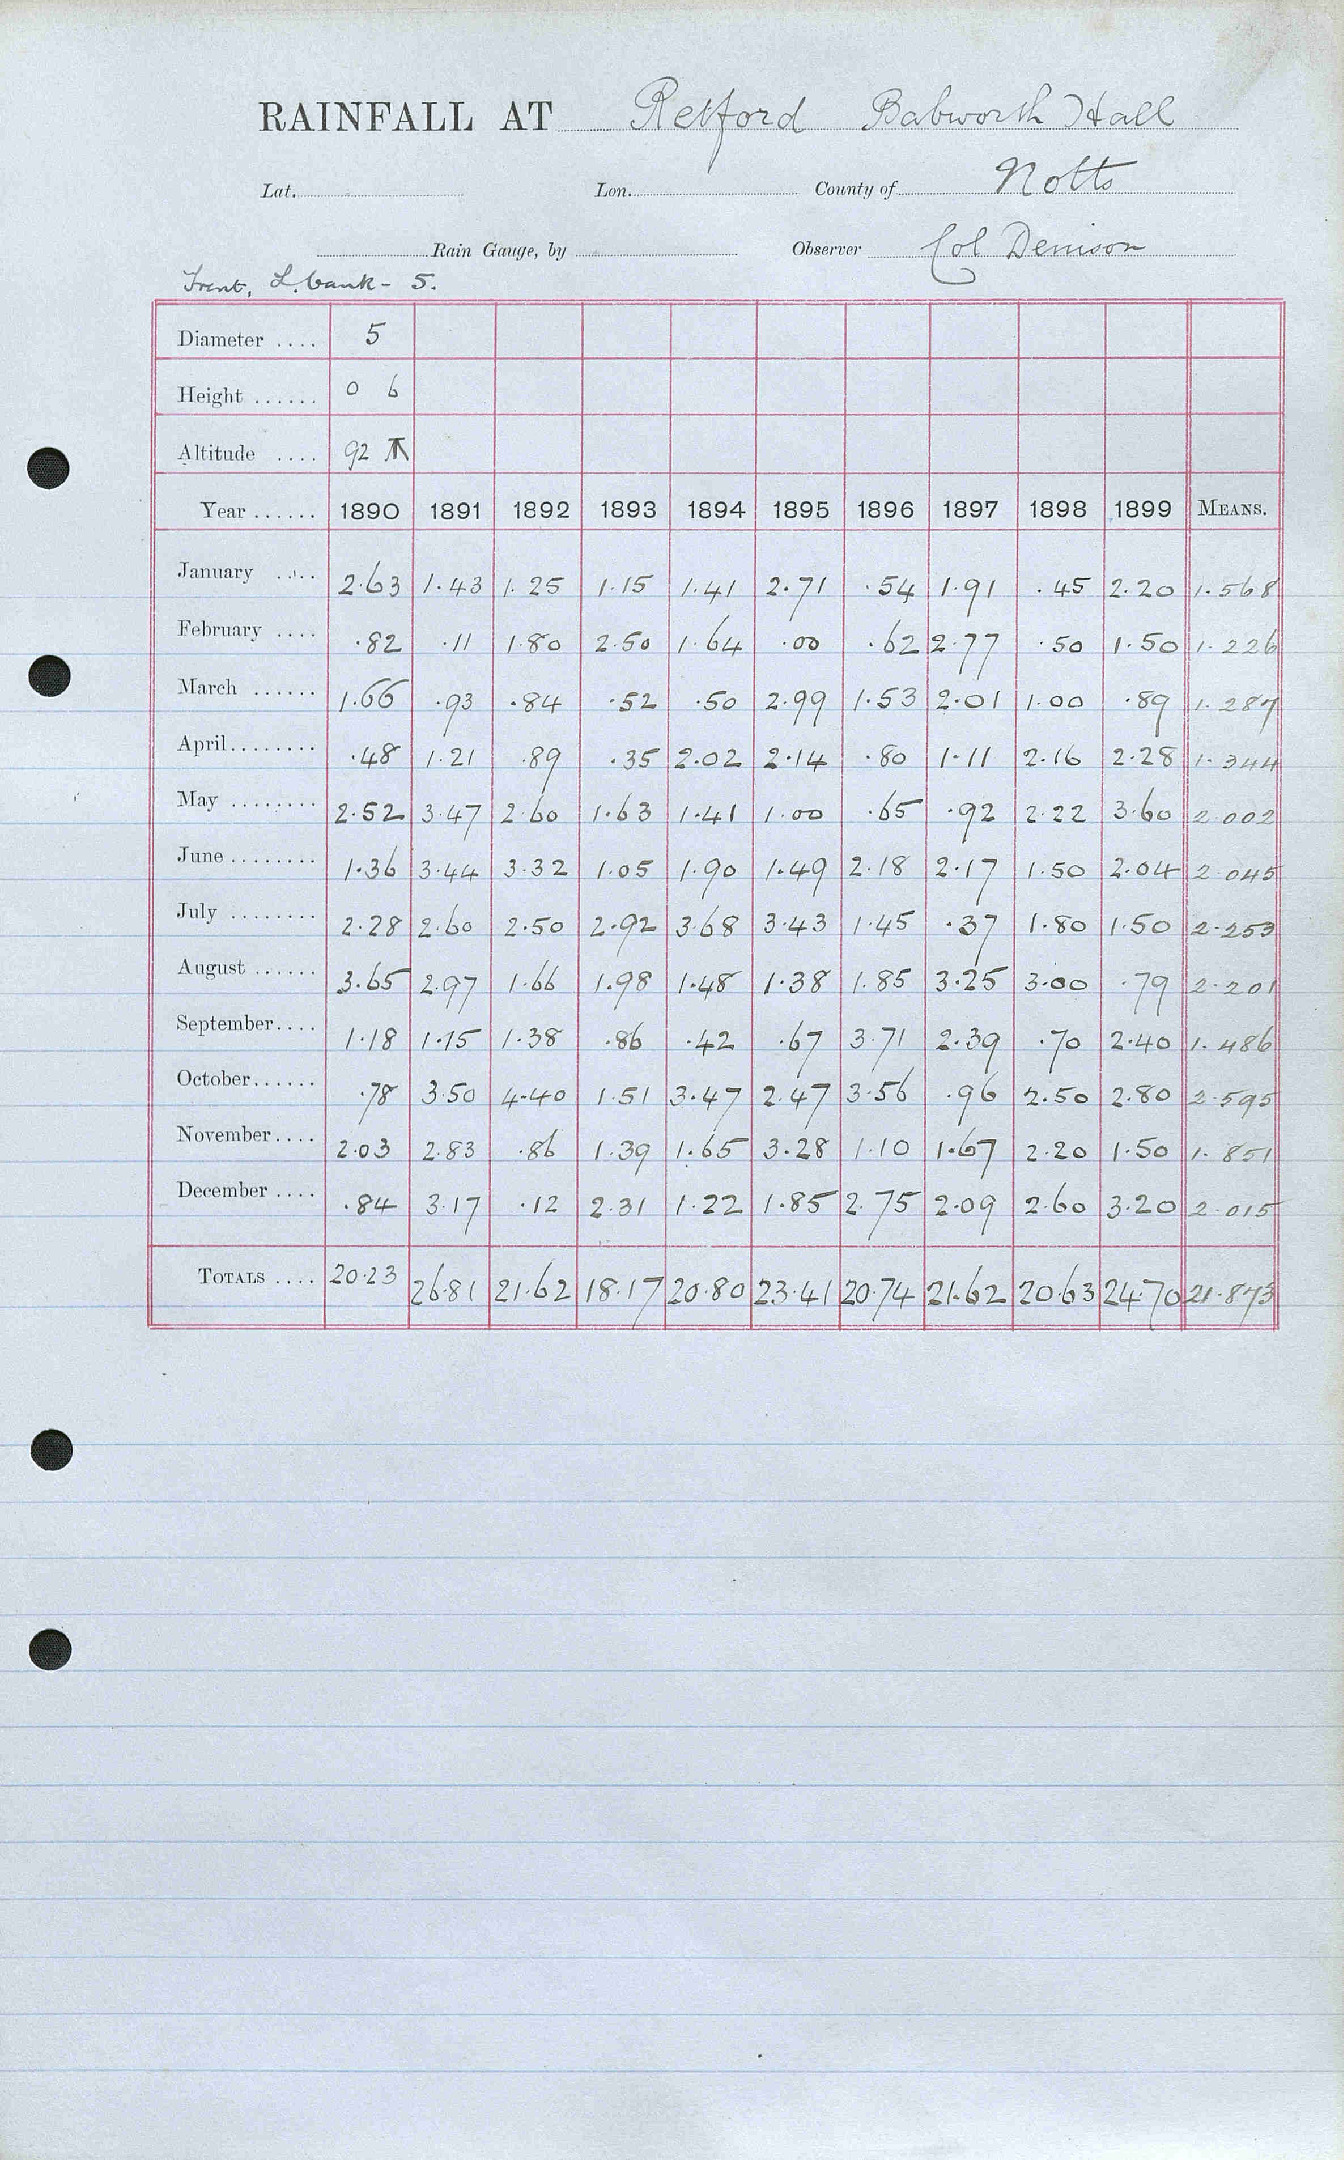 RAINFALL AT Retford Babworth Hall
Lat. Lon. County of Notts
Rain Gauge, by Observer Col Denison
Trent, L. bank - 5.
Diameter .... 5
Height ...... 0 6
Altitude .... 92
Year ...... 1890 1891 1892 1893 1894 1895 1896 1897 1898 1899 MEANS.
January .... 2.63 1.43 1.25 1.15 1.41 2.71 .54 1.91 .45 2.20 1.568
February .... .82 .11 1.80 2.50 1.64 .00 .62 2.77 .50 1.50 1.226
March ...... 1.66 .93 .84 .52 .50 2.99 1.53 2.01 1.00 .89 1.287
April........ .48 1.21 .89 .35 2.02 2.14 .80 1.11 2.16 2.28 1.344
May ........ 2.52 3.47 2.60 1.63 1.41 1.00 .65 .92 2.22 3.60 2.002
June ........ 1.36 3.44 3.32 1.05 1.90 1.49 2.18 2.17 1.50 2.04 2.045
July ........ 2.28 2.60 2.50 2.92 3.68 3.43 1.45 .37 1.80 1.50 2.253
August ...... 3.65 2.97 1.66 1.98 1.48 1.38 1.85 3.25 3.00 .79 2.201
September.... 1.18 1.15 1.38 .86 .42 .67 3.71 2.39 .70 2.40 1.486
October...... .78 3.50 4.40 1.51 3.47 2.47 3.56 .96 2.50 2.80 2.595
November.... 2.03 2.83 .86 1.39 1.65 3.28 1.10 1.67 2.20 1.50 1.851
December .... .84 3.17 .12 2.31 1.22 1.85 2.75 2.09 2.60 3.20 2.015
TOTALS .... 20.23 26.81 21.62 18.17 20.80 23.41 20.74 21.62 20.63 24.70 21.873